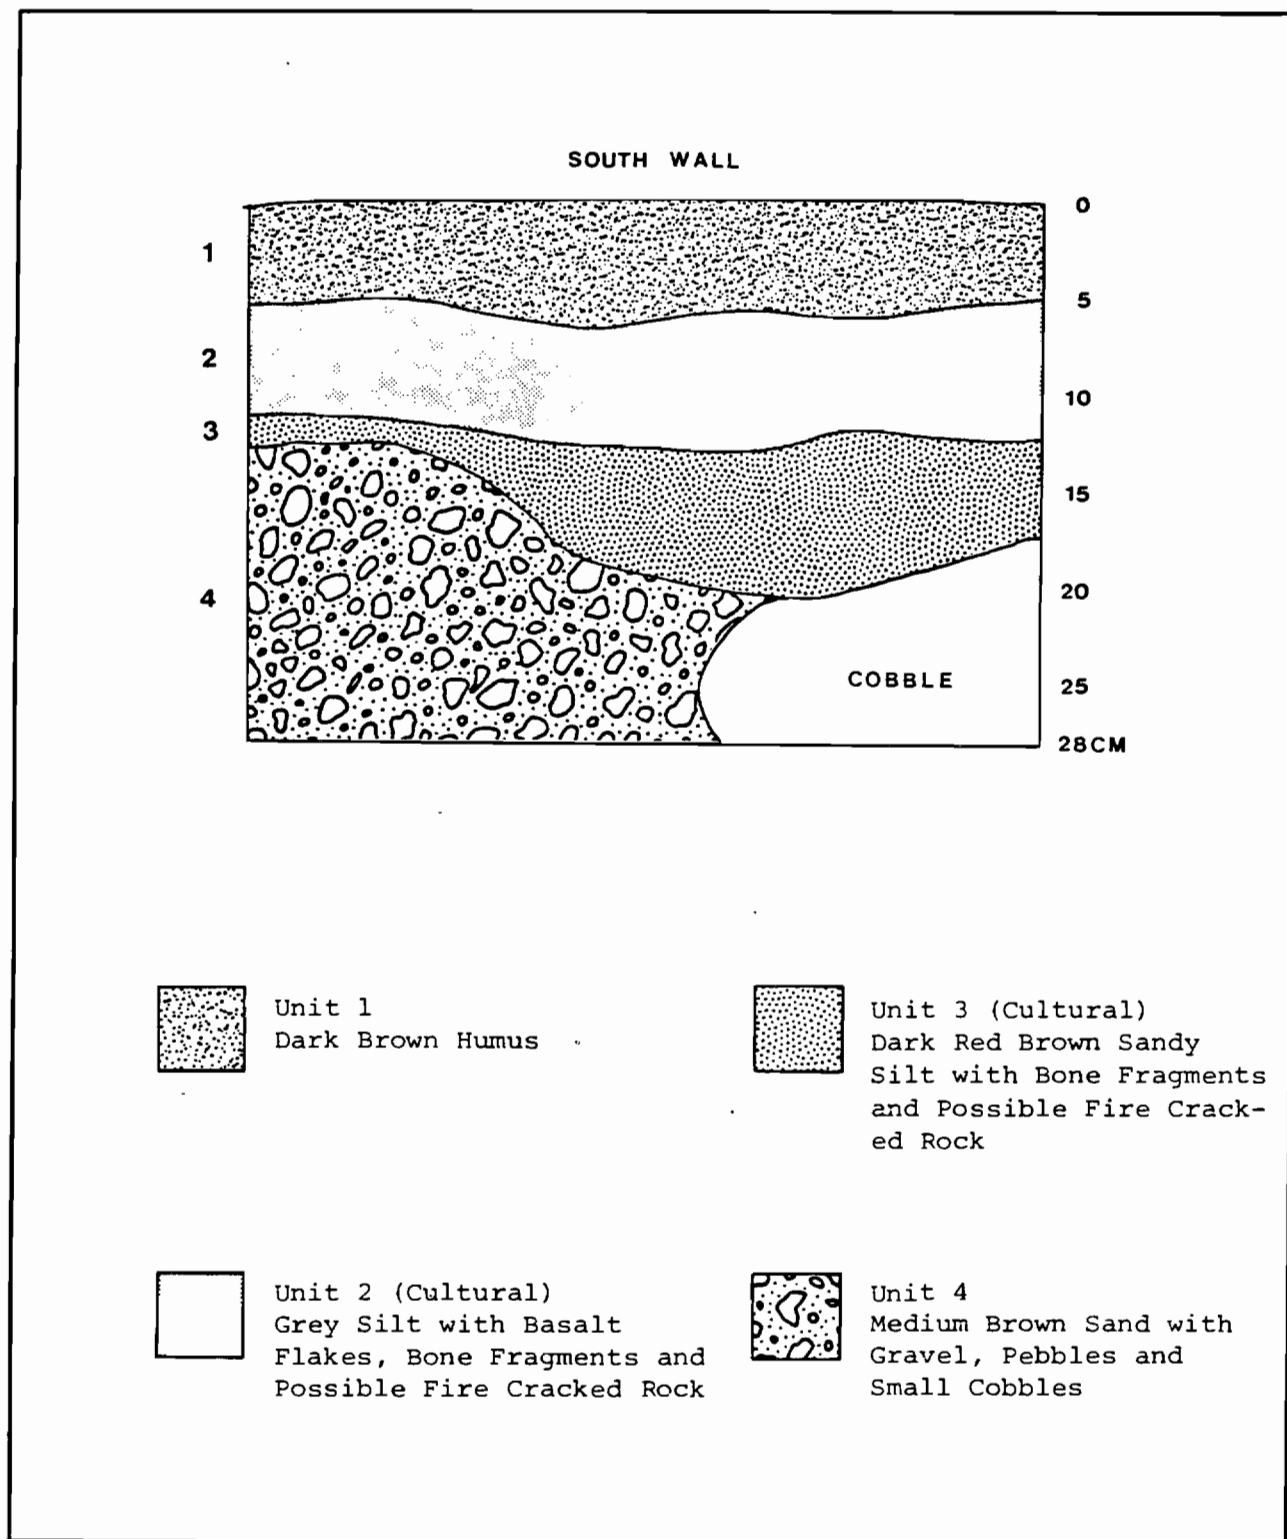 SOUTH WALL
0
1
5
2
10
3
15
4
20
COBBLE
25
28CM
Unit 1
Dark Brown Humus
Unit 3 (Cultural)
Dark Red Brown Sandy
Silt with Bone Fragments
and Possible Fire Crack-
ed Rock
Unit 2 (Cultural)
Grey Silt with Basalt
Flakes, Bone Fragments and
Possible Fire Cracked Rock
Unit 4
Medium Brown Sand with
Gravel, Pebbles and
Small Cobbles